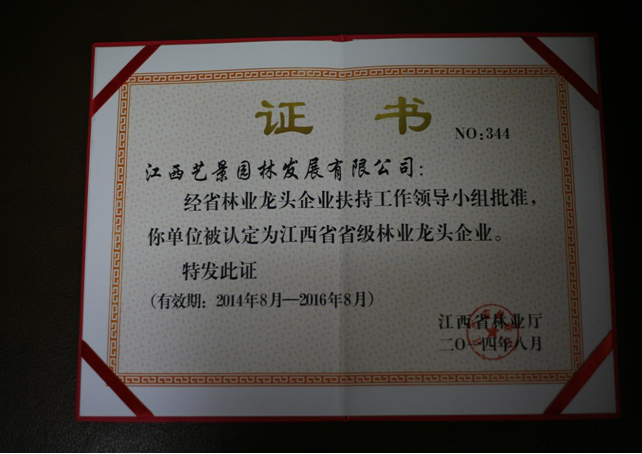 证 书
NO:344
江西艺景园林发展有限公司:
经省林业龙头企业扶持工作领导小组批准,
你单位被认定为江西省省级林业龙头企业。
特发此证
(有效期: 2014年8月—2016年8月)
江西省林业厅
二〇一四年八月